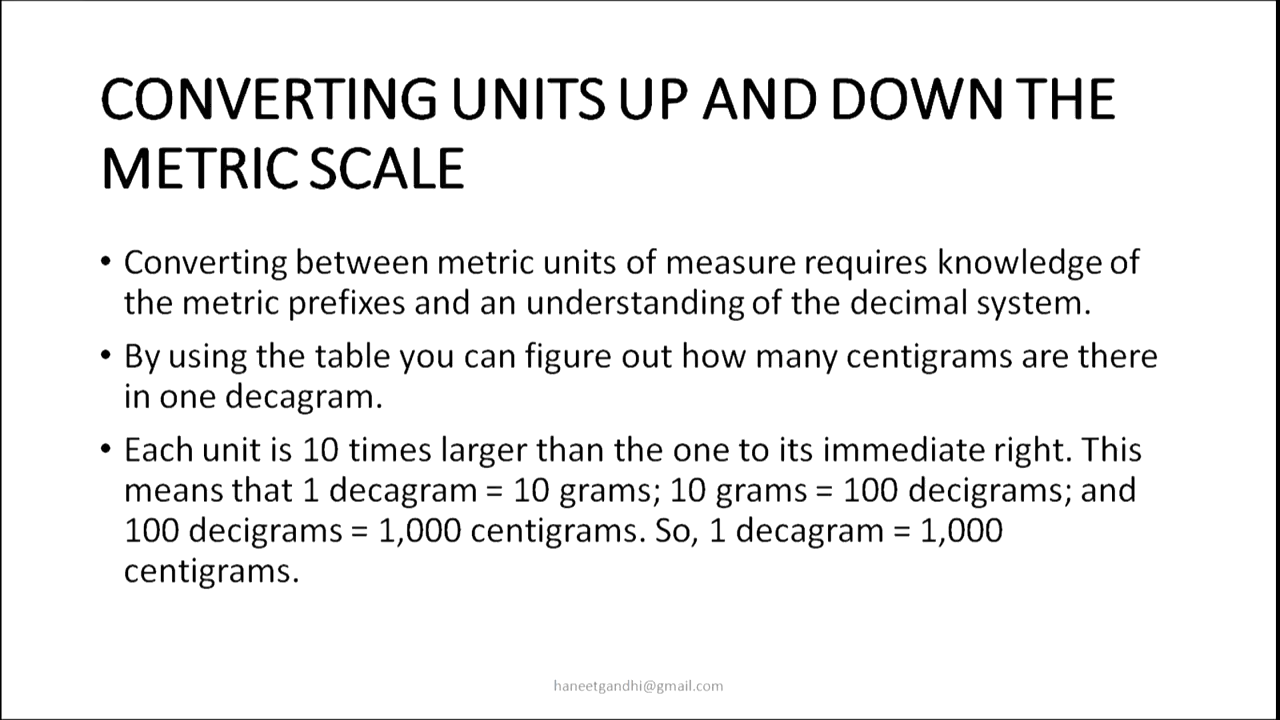 CONVERTING UNITS UP AND DOWN THE
METRIC SCALE
• Converting between metric units of measure requires knowledge of
the metric prefixes and an understanding of the decimal system.
• By using the table you can figure out how many centigrams are there
in one decagram.
• Each unit is 10 times larger than the one to its immediate right. This
means that 1 decagram = 10 grams; 10 grams = 100 decigrams; and
100 decigrams = 1,000 centigrams. So, 1 decagram = 1,000
centigrams.
haneetgandhi@gmail.com